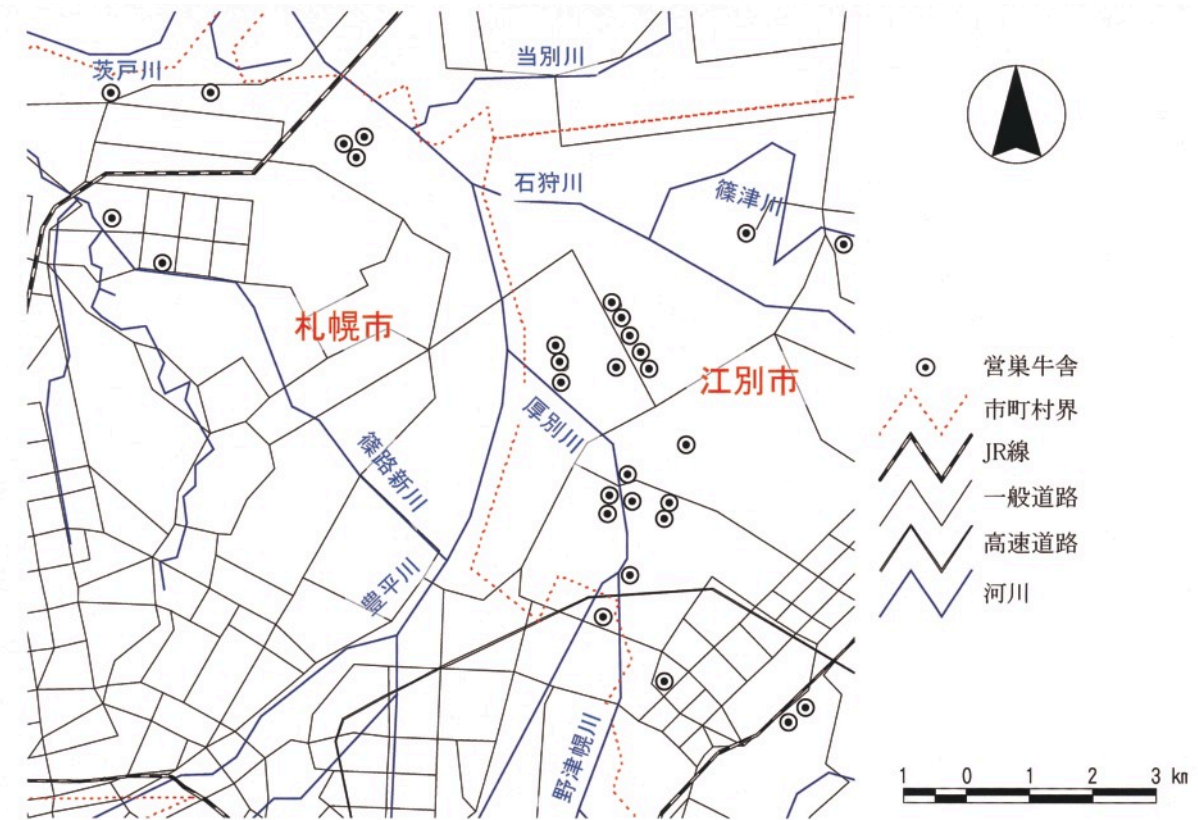 茨戸川
当別川
石狩川
篠津川
札幌市
江別市
厚別川
篠路新川
豊平川
野津幌川
営巣牛舎
市町村界
JR線
一般道路
高速道路
河川
1 0 1 2 3 km